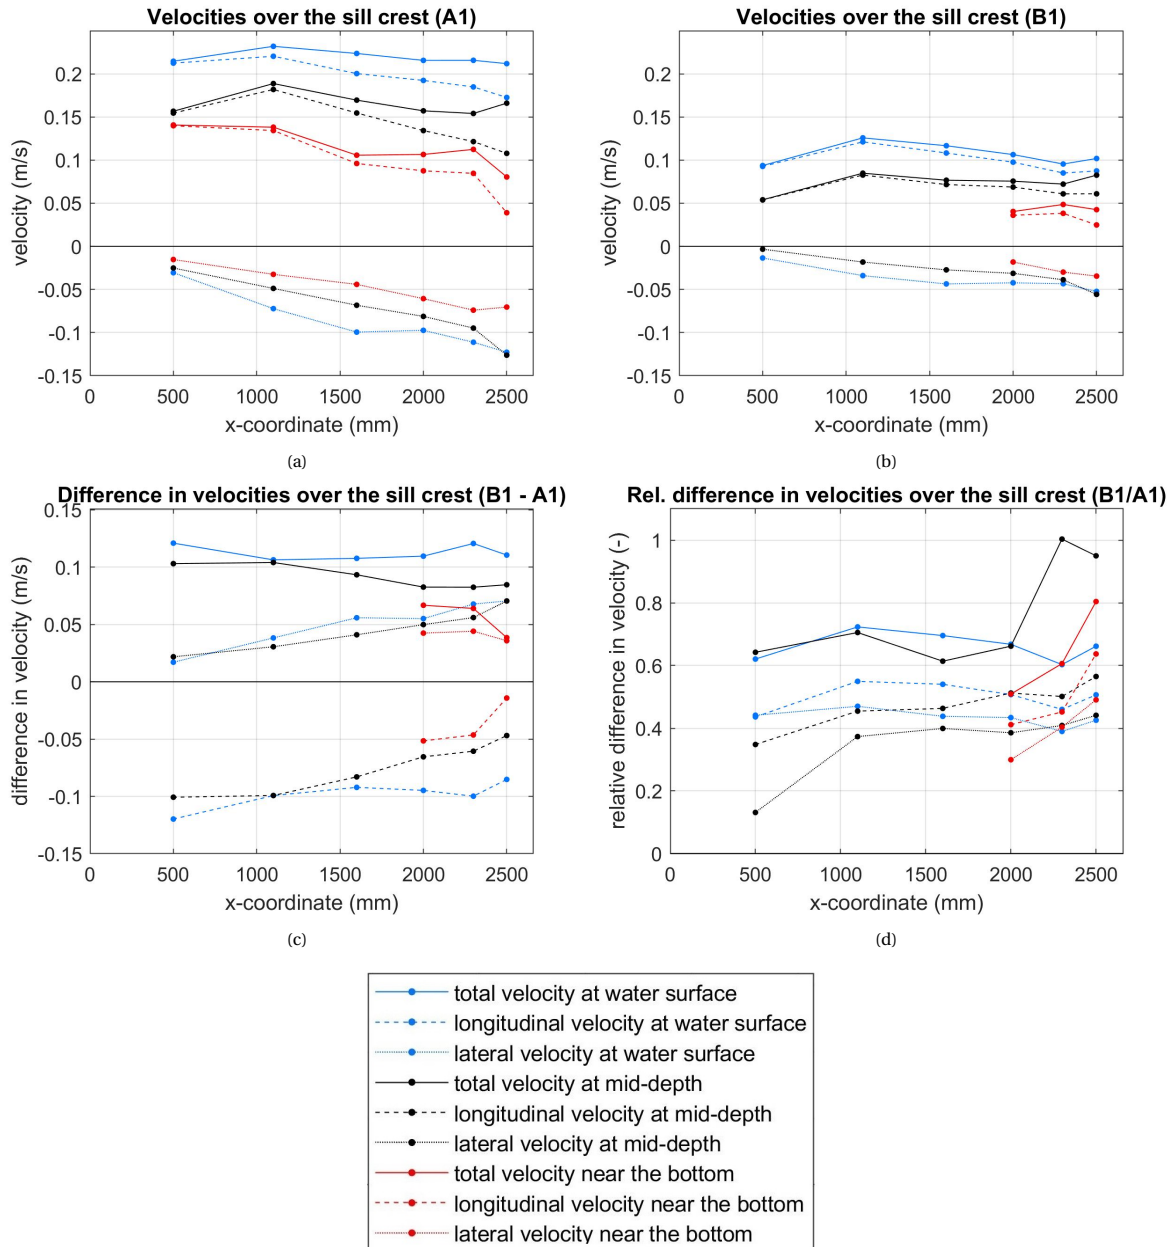 Velocities over the sill crest (A1)
velocity (m/s)
0.2
0.15
0.1
0.05
0
-0.05
-0.1
-0.15
0 500 1000 1500 2000 2500
x-coordinate (mm)
(a)
Velocities over the sill crest (B1)
velocity (m/s)
0.2
0.15
0.1
0.05
0
-0.05
-0.1
-0.15
0 500 1000 1500 2000 2500
x-coordinate (mm)
(b)
Difference in velocities over the sill crest (B1 - A1)
difference in velocity (m/s)
0.15
0.1
0.05
0
-0.05
-0.1
-0.15
0 500 1000 1500 2000 2500
x-coordinate (mm)
(c)
Rel. difference in velocities over the sill crest (B1/A1)
relative difference in velocity (-)
1
0.8
0.6
0.4
0.2
0
0 500 1000 1500 2000 2500
x-coordinate (mm)
(d)
total velocity at water surface
longitudinal velocity at water surface
lateral velocity at water surface
total velocity at mid-depth
longitudinal velocity at mid-depth
lateral velocity at mid-depth
total velocity near the bottom
longitudinal velocity near the bottom
lateral velocity near the bottom